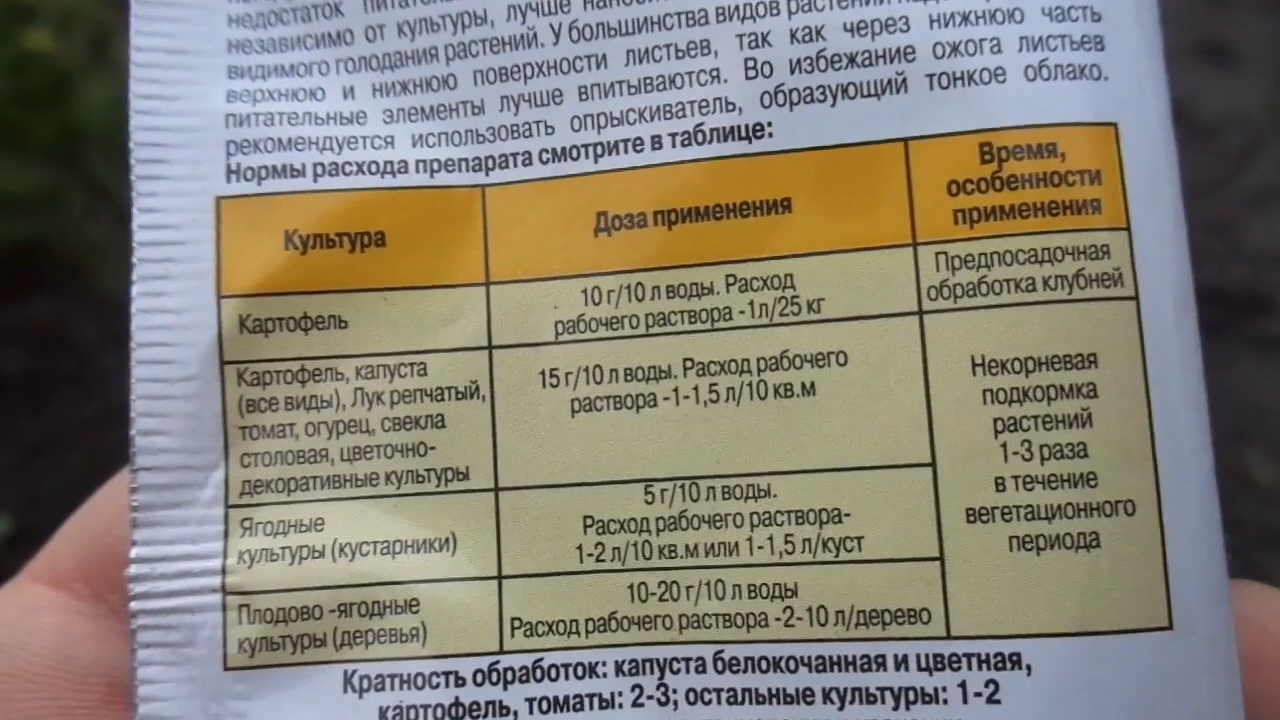 недостаток
независимо от культуры, лучше
видимого голодания растений. У большинства видов растений
верхнюю и нижнюю поверхности листьев, так как через нижнюю часть
питательные элементы лучше впитываются. Во избежание ожога листьев
рекомендуется использовать опрыскиватель, образующий тонкое облако.
Нормы расхода препарата смотрите в таблице:
Культура
Доза применения
Время,
особенности
применения
Картофель
10 г/10 л воды. Расход
рабочего раствора -1л/25 кг
Предпосадочная
обработка клубней
Картофель, капуста
(все виды), Лук репчатый,
томат, огурец, свекла
столовая, цветочно-
декоративные культуры
15 г/10 л воды. Расход рабочего
раствора -1-1,5 л/10 кв.м
Некорневая
подкормка
растений
1-3 раза
в течение
вегетационного
периода
Ягодные
культуры (кустарники)
5 г/10 л воды.
Расход рабочего раствора-
1-2 л/10 кв.м или 1-1,5 л/куст
Плодово -ягодные
культуры (деревья)
10-20 г/10 л воды
Расход рабочего раствора -2-10 л/дерево
Кратность обработок: капуста белокочанная и цветная,
картофель, томаты: 2-3; остальные культуры: 1-2